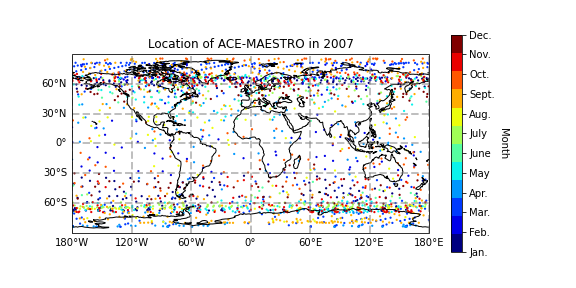 Location of ACE-MAESTRO in 2007
60°N
30°N
0°
30°S
60°S
180°W 120°W 60°W 0° 60°E 120°E 180°E
Dec.
Nov.
Oct.
Sept.
Aug.
July
June
May
Apr.
Mar.
Feb.
Jan.
Month